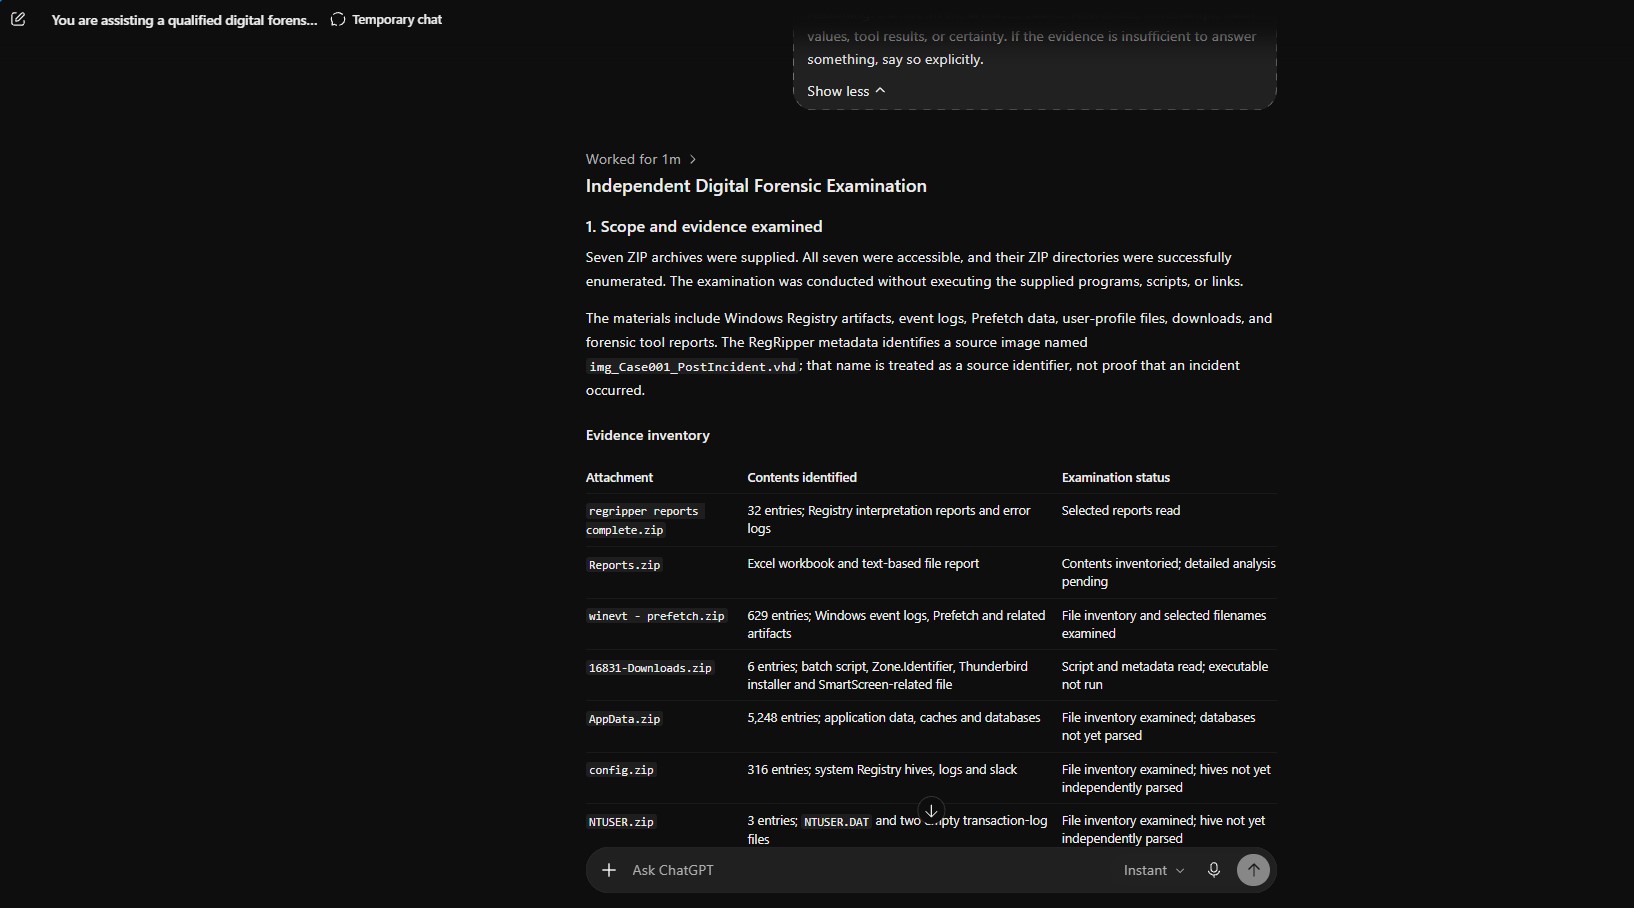 You are assisting a qualified digital forens...
Temporary chat
values, tool results, or certainty. If the evidence is insufficient to answer
something, say so explicitly.
Show less
Worked for 1m
Independent Digital Forensic Examination
1. Scope and evidence examined
Seven ZIP archives were supplied. All seven were accessible, and their ZIP directories were successfully
enumerated. The examination was conducted without executing the supplied programs, scripts, or links.
The materials include Windows Registry artifacts, event logs, Prefetch data, user-profile files, downloads, and
forensic tool reports. The RegRipper metadata identifies a source image named
img_Case001_PostIncident.vhd; that name is treated as a source identifier, not proof that an incident
occurred.
Evidence inventory
Attachment Contents identified Examination status
regripper reports 32 entries; Registry interpretation reports and error Selected reports read
complete.zip logs
Reports.zip Excel workbook and text-based file report Contents inventoried; detailed analysis
pending
winevt - prefetch.zip 629 entries; Windows event logs, Prefetch and related File inventory and selected filenames
artifacts examined
16831-Downloads.zip 6 entries; batch script, Zone.Identifier, Thunderbird Script and metadata read; executable
installer and SmartScreen-related file not run
AppData.zip 5,248 entries; application data, caches and databases File inventory examined; databases
not yet parsed
config.zip 316 entries; system Registry hives, logs and slack File inventory examined; hives not yet
independently parsed
NTUSER.zip 3 entries; NTUSER.DAT and two empty transaction-log File inventory examined; hive not yet
files independently parsed
Ask ChatGPT
Instant